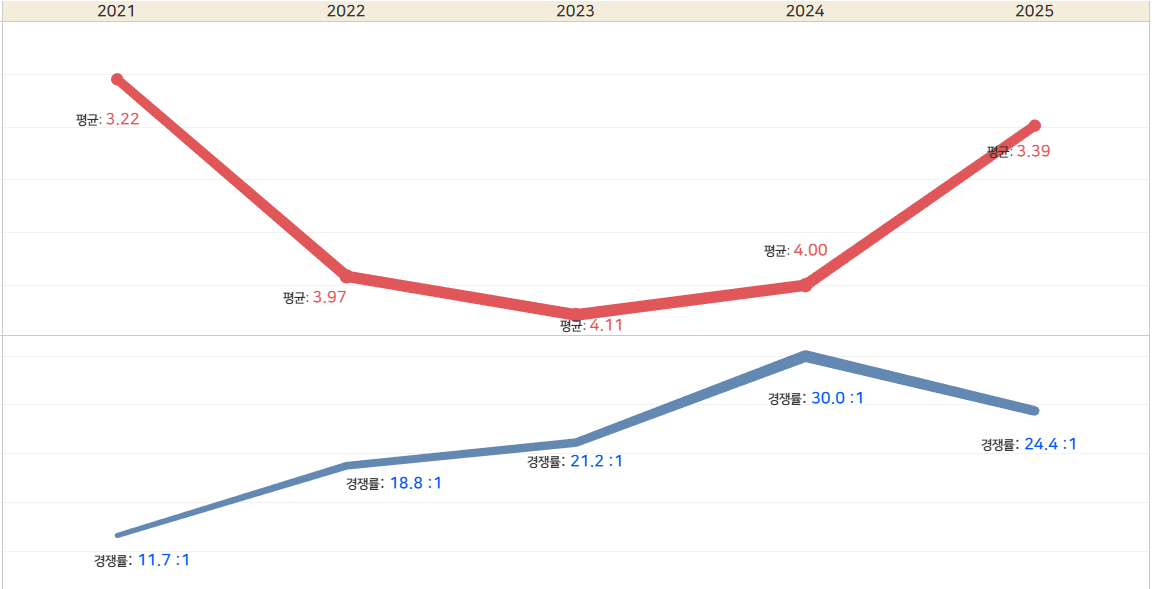 2021 2022 2023 2024 2025
평균: 3.22
평균: 3.39
평균: 4.00
평균: 3.97
평균: 4.11
경쟁률: 30.0 :1
경쟁률: 24.4 :1
경쟁률: 21.2 :1
경쟁률: 18.8 :1
경쟁률: 11.7 :1